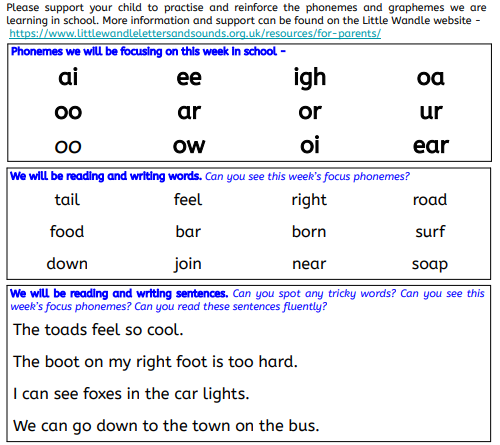 Please support your child to practise and reinforce the phonemes and graphemes we are
learning in school. More information and support can be found on the Little Wandle website -
https://www.littlewandlelettersandsounds.org.uk/resources/for-parents/
Phonemes we will be focusing on this week in school -
ai ee igh oa
oo ar or ur
oo ow oi ear
We will be reading and writing words. Can you see this week's focus phonemes?
tail feel right road
food bar born surf
down join near soap
We will be reading and writing sentences. Can you spot any tricky words? Can you see this
week's focus phonemes? Can you read these sentences fluently?
The toads feel so cool.
The boot on my right foot is too hard.
I can see foxes in the car lights.
We can go down to the town on the bus.